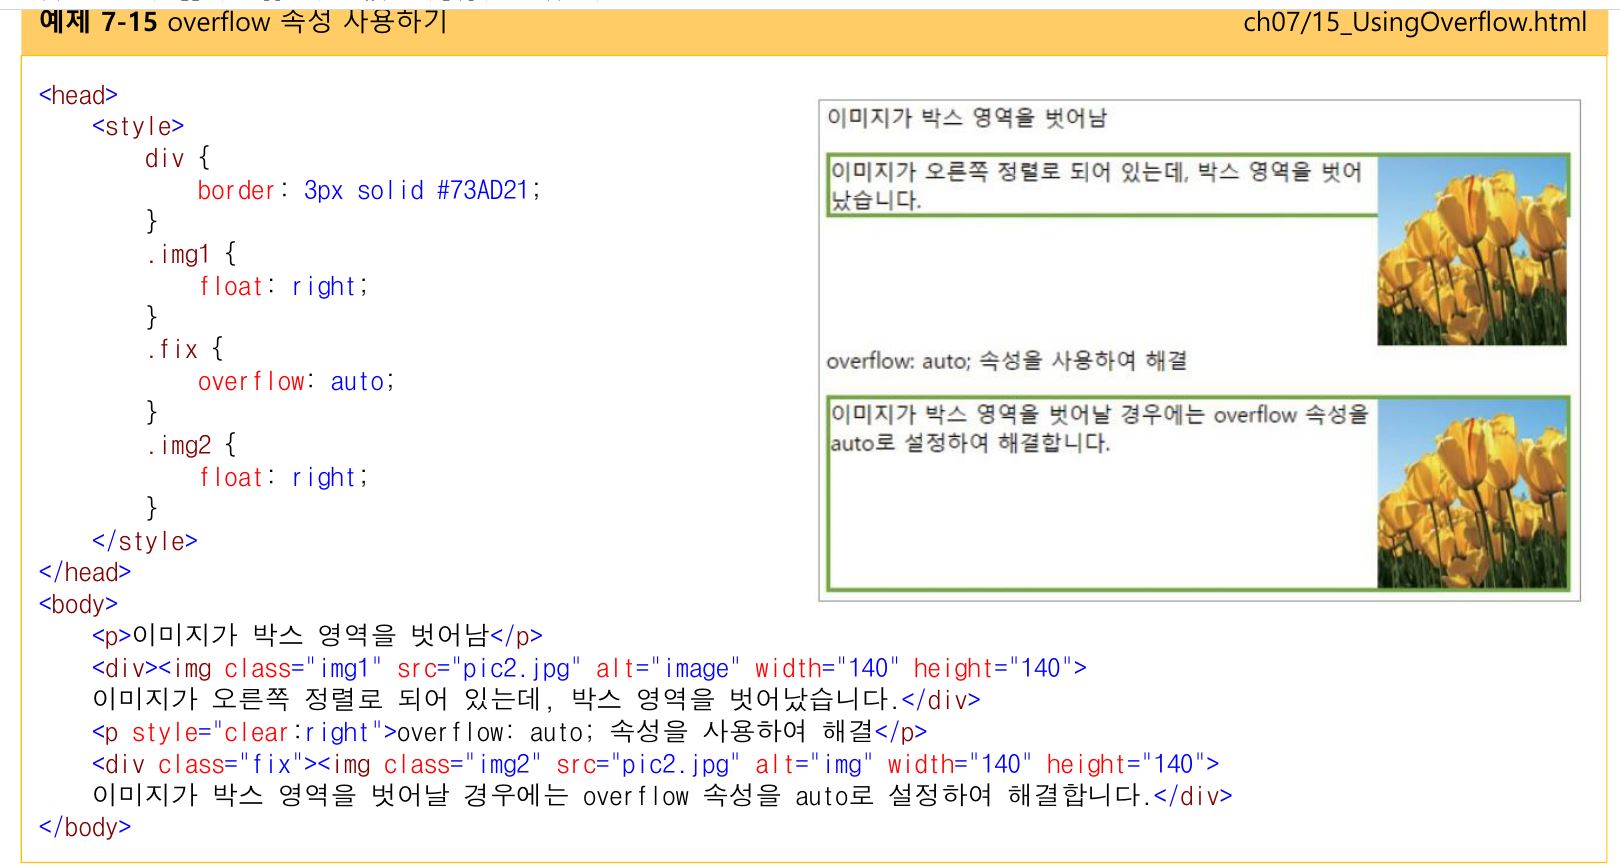 예제 7-15 overflow 속성 사용하기
ch07/15_UsingOverflow.html
<head>
<style>
div {
border: 3px solid #73AD21;
}
.img1 {
float: right;
}
.fix {
overflow: auto;
}
.img2 {
float: right;
}
</style>
</head>
<body>
<p>이미지가 박스 영역을 벗어남</p>
<div><img class="img1" src="pic2.jpg" alt="image" width="140" height="140">
이미지가 오른쪽 정렬로 되어 있는데, 박스 영역을 벗어났습니다.</div>
<p style="clear:right">overflow: auto; 속성을 사용하여 해결</p>
<div class="fix"><img class="img2" src="pic2.jpg" alt="img" width="140" height="140">
이미지가 박스 영역을 벗어날 경우에는 overflow 속성을 auto로 설정하여 해결합니다.</div>
</body>
이미지가 박스 영역을 벗어남
이미지가 오른쪽 정렬로 되어 있는데, 박스 영역을 벗어
났습니다.
overflow: auto; 속성을 사용하여 해결
이미지가 박스 영역을 벗어날 경우에는 overflow 속성을
auto로 설정하여 해결합니다.